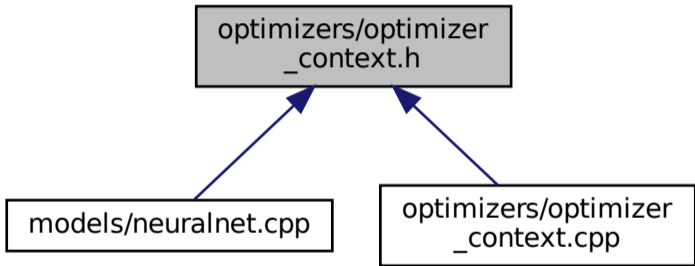 optimizers/optimizer
_context.h
models/neuralnet.cpp
optimizers/optimizer
_context.cpp